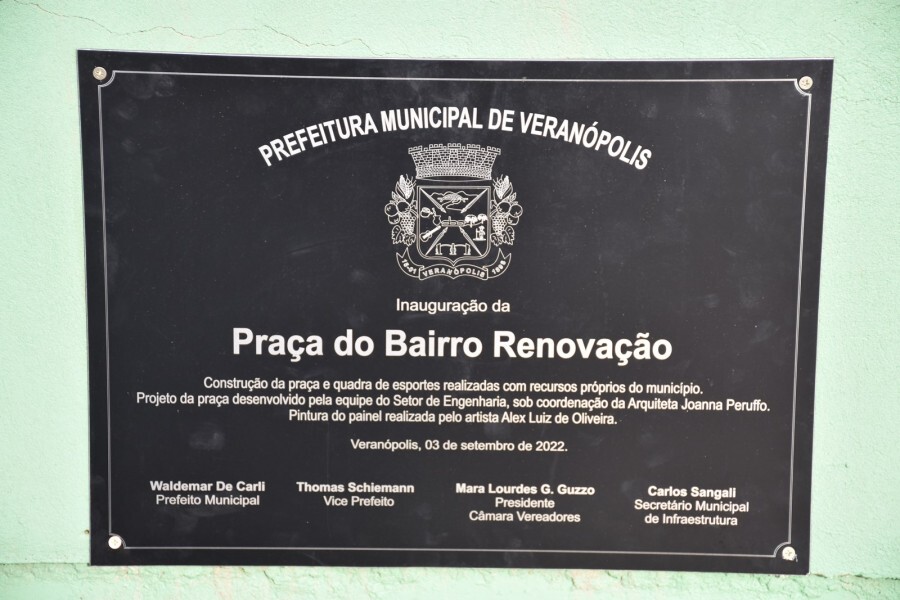 PREFEITURA MUNICIPAL DE VERANÓPOLIS
15-01 VERANÓPOLIS 1898
Inauguração da
Praça do Bairro Renovação
Construção da praça e quadra de esportes realizadas com recursos próprios do município.
Projeto da praça desenvolvido pela equipe do Setor de Engenharia, sob coordenação da Arquiteta Joanna Peruffo.
Pintura do painel realizada pelo artista Alex Luiz de Oliveira.
Veranópolis, 03 de setembro de 2022.
Waldemar De Carli
Prefeito Municipal
Thomas Schiemann
Vice Prefeito
Mara Lourdes G. Guzzo
Presidente
Câmara Vereadores
Carlos Sangali
Secretário Municipal
de Infraestrutura